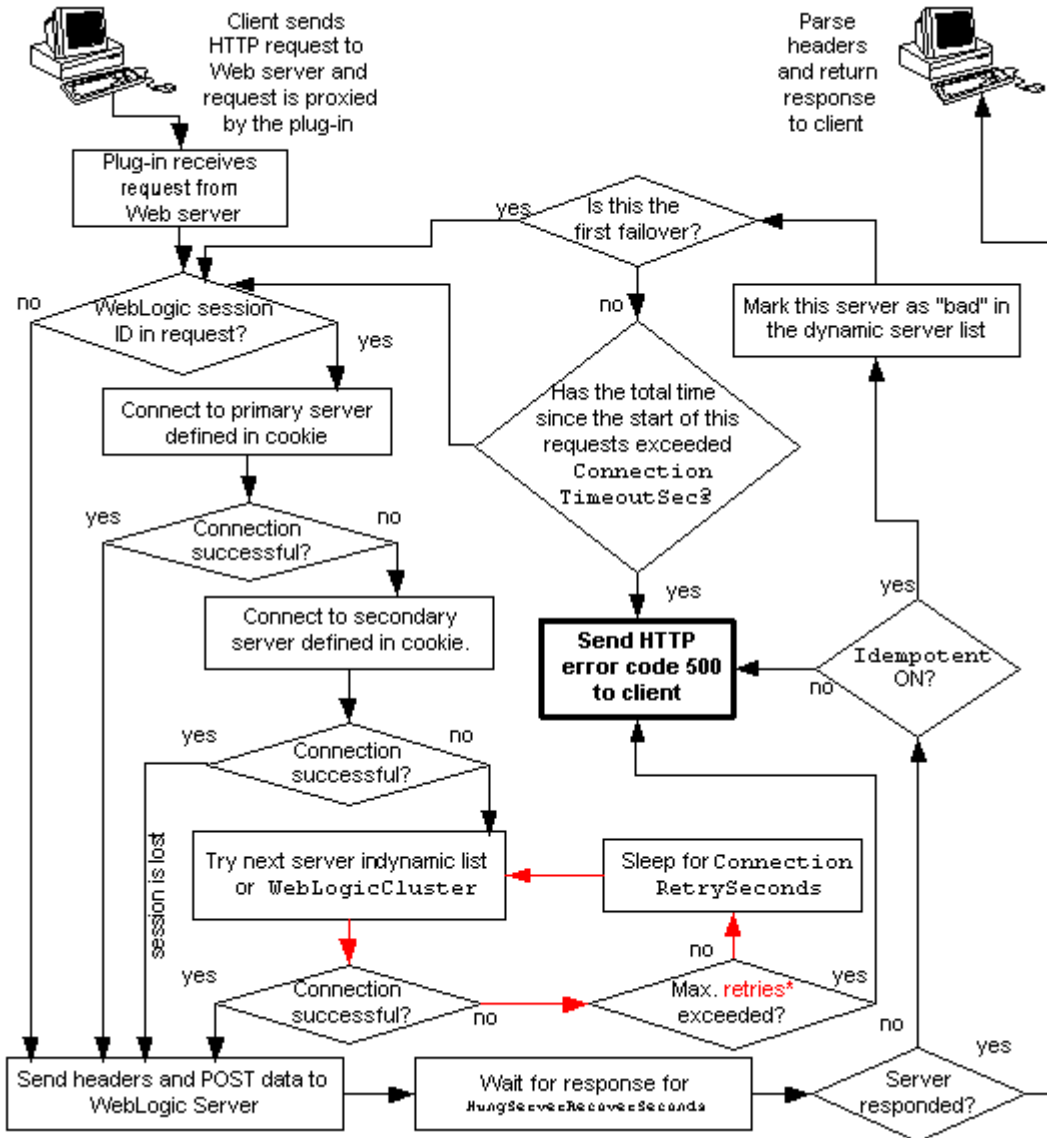 Client sends
HTTP request to
Web server and
request is proxied
by the plug-in
Parse
headers
and return
response
to client
Plug-in receives
request from
Web server
yes
Is this the
first failover?
no
WebLogic session
ID in request?
yes
no
Mark this server as "bad" in
the dynamic server list
Connect to primary server
defined in cookie
Has the total time
since the start of this
requests exceeded
Connection
TimeoutSec?
yes
Connection
successful?
no
yes
yes
Connect to secondary
server defined in cookie.
Send HTTP
error code 500
to client
Idempotent
ON?
no
yes
Connection
successful?
no
session is lost
Try next server indynamic list
or WebLogicCluster
Sleep for Connection
RetrySeconds
yes
Connection
successful?
no
no
Max. retries*
exceeded?
yes
no
yes
Send headers and POST data to
WebLogic Server
Wait for response for
HungServerRecoverSeconds
Server
responded?